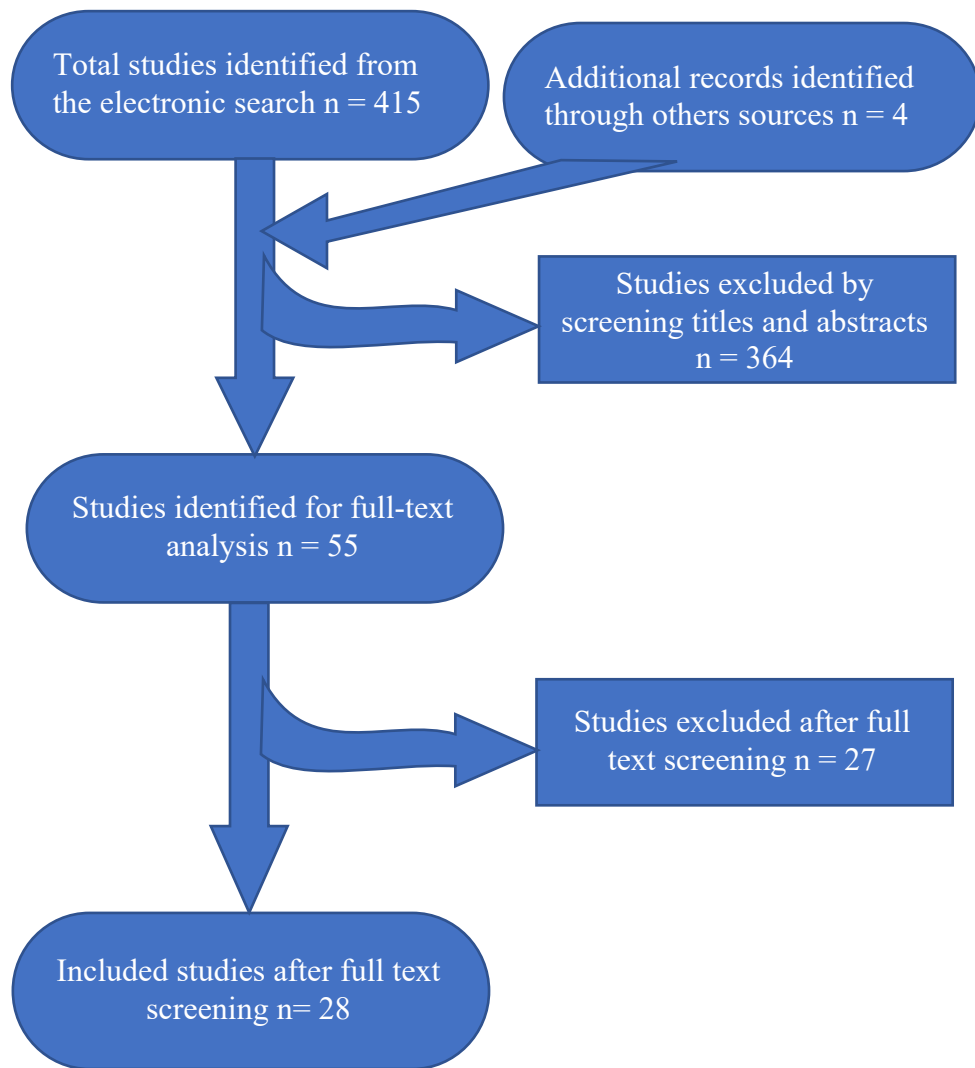 Total studies identified from
the electronic search n = 415
Additional records identified
through others sources n = 4
Studies excluded by
screening titles and abstracts
n = 364
Studies identified for full-text
analysis n = 55
Studies excluded after full
text screening n = 27
Included studies after full text
screening n= 28